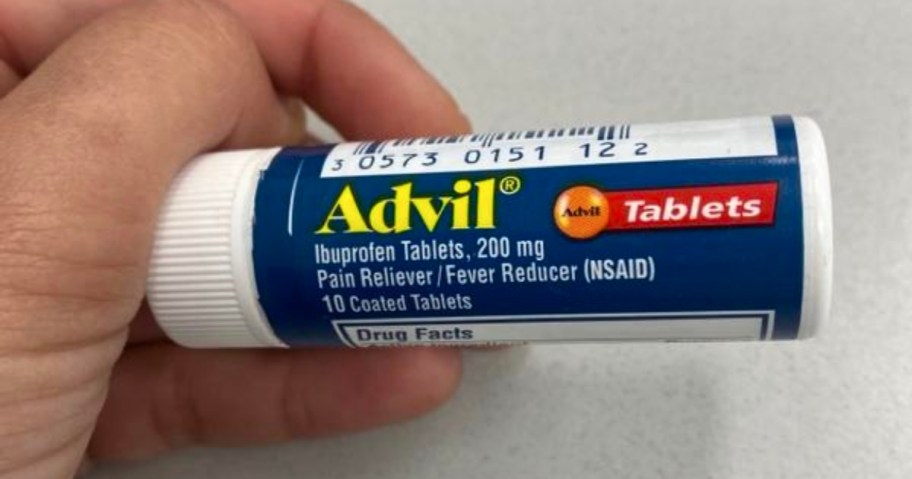 3 0573 0151 12 2
Advil®
Advil Tablets
Ibuprofen Tablets, 200 mg
Pain Reliever/Fever Reducer (NSAID)
10 Coated Tablets
Drug Facts